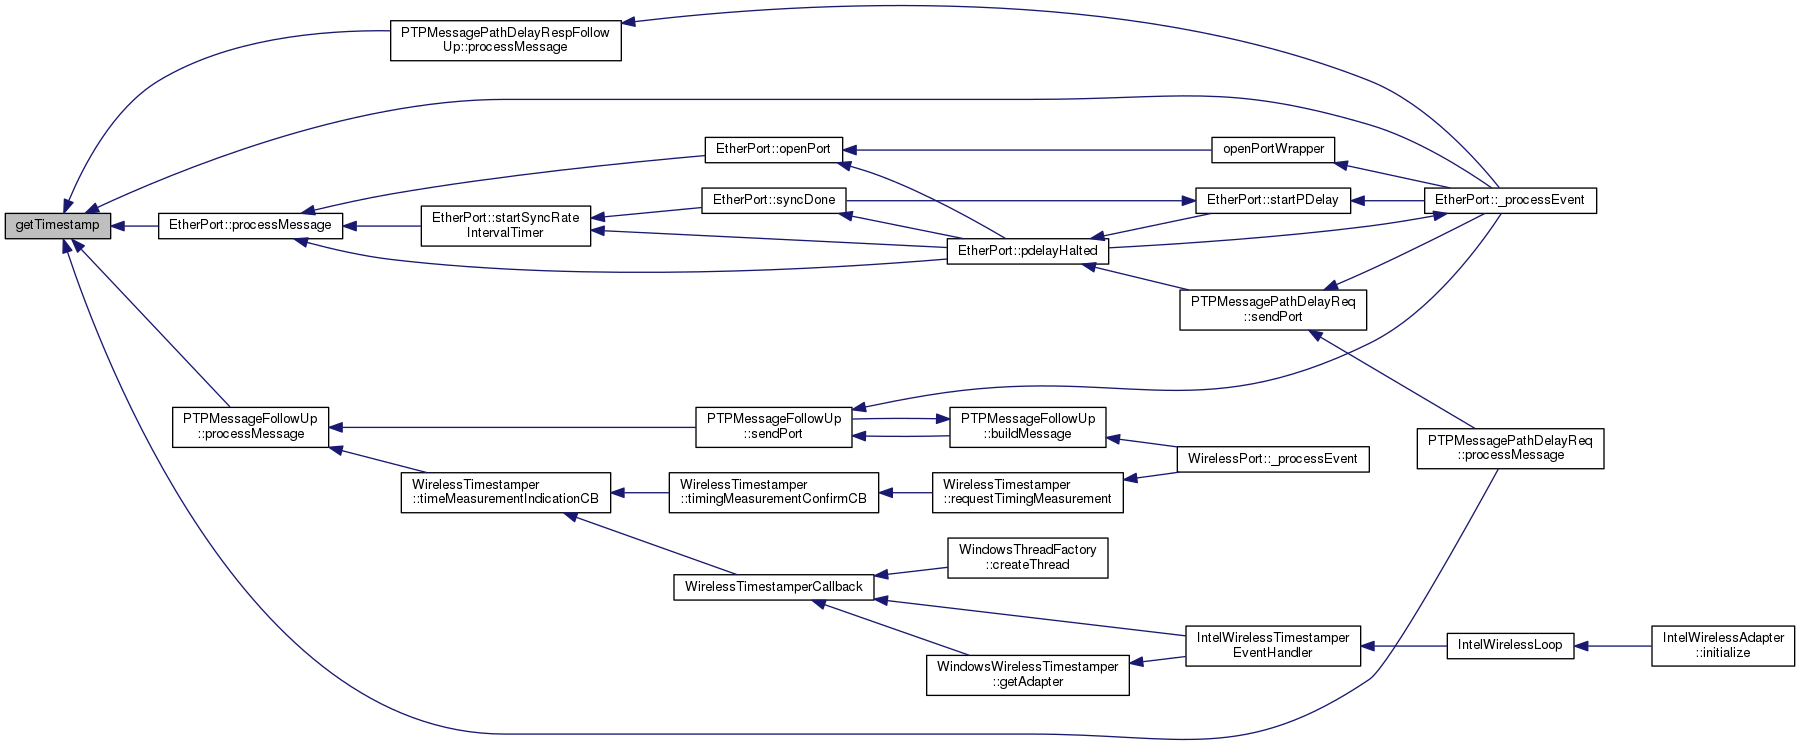 PTPMessagePathDelayRespFollow
Up::processMessage
EtherPort::openPort
openPortWrapper
getTimestamp
EtherPort::processMessage
EtherPort::startSyncRate
IntervalTimer
EtherPort::syncDone
EtherPort::startPDelay
EtherPort::_processEvent
EtherPort::pdelayHalted
PTPMessagePathDelayReq
::sendPort
PTPMessageFollowUp
::processMessage
PTPMessageFollowUp
::sendPort
PTPMessageFollowUp
::buildMessage
WirelessPort::_processEvent
PTPMessagePathDelayReq
::processMessage
WirelessTimestamper
::timeMeasurementIndicationCB
WirelessTimestamper
::timingMeasurementConfirmCB
WirelessTimestamper
::requestTimingMeasurement
WindowsThreadFactory
::createThread
WirelessTimestamperCallback
IntelWirelessTimestamper
EventHandler
IntelWirelessLoop
IntelWirelessAdapter
::initialize
WindowsWirelessTimestamper
::getAdapter